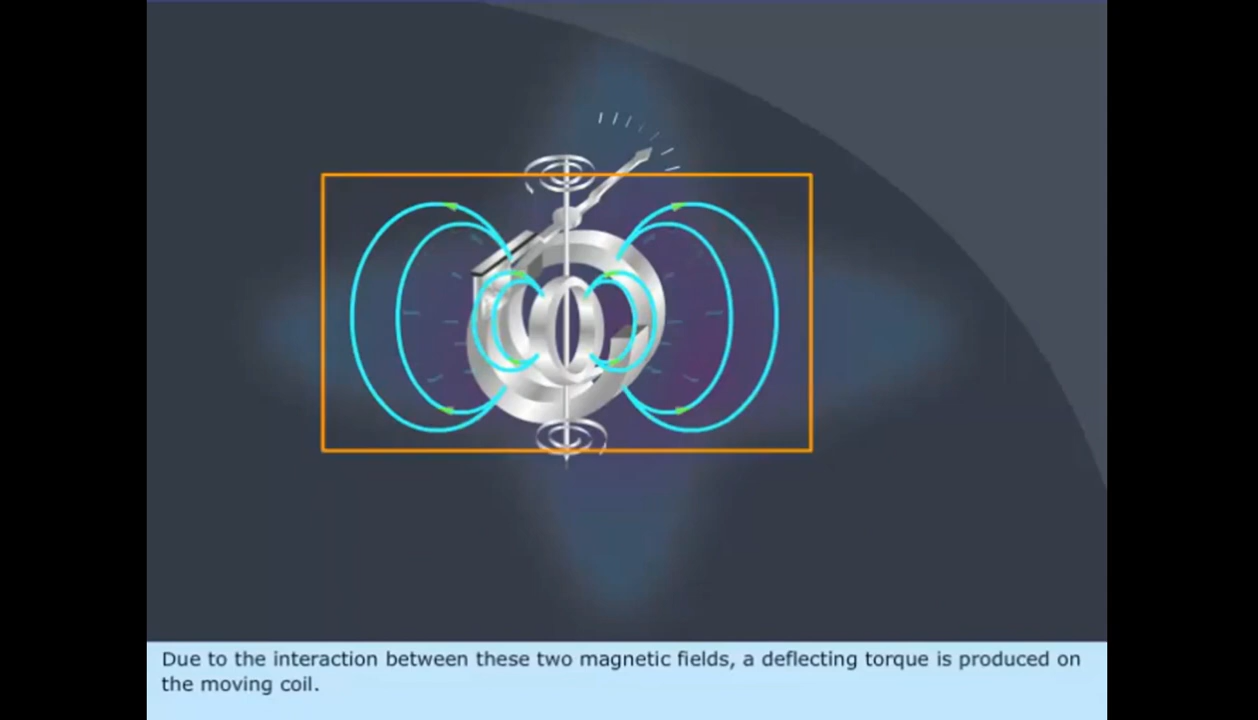 Due to the interaction between these two magnetic fields, a deflecting torque is produced on
the moving coil.